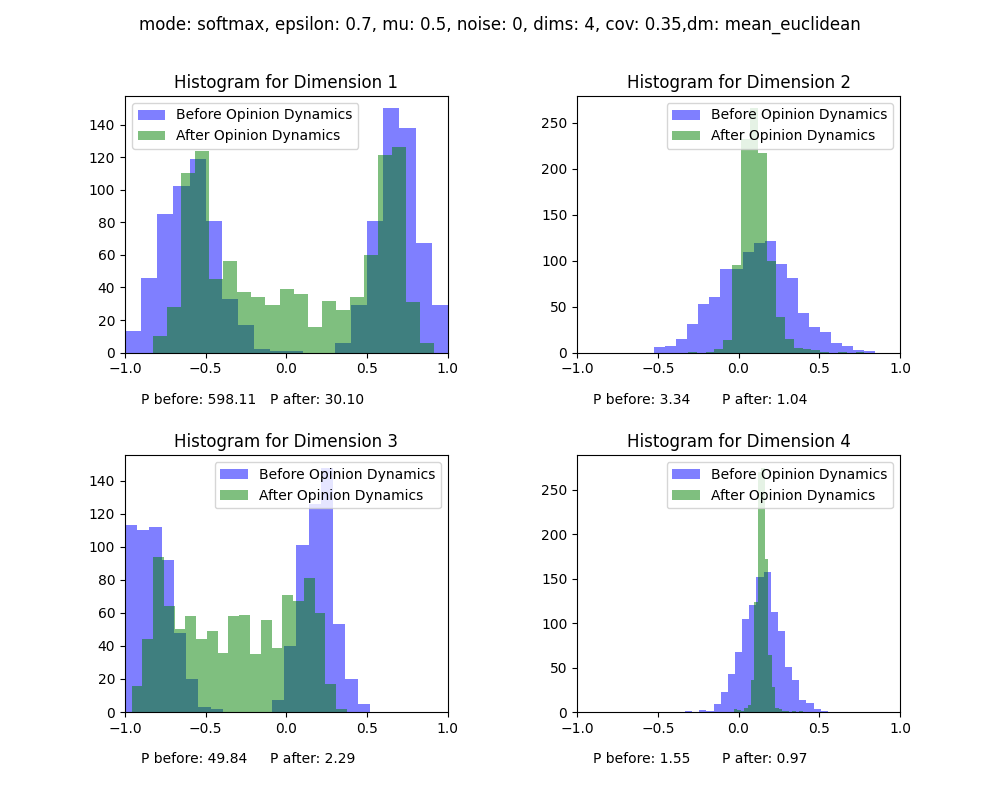 mode: softmax, epsilon: 0.7, mu: 0.5, noise: 0, dims: 4, cov: 0.35,dm: mean_euclidean
Histogram for Dimension 1
Before Opinion Dynamics
After Opinion Dynamics
140
120
100
80
60
40
20
0
−1.0 −0.5 0.0 0.5 1.0
P before: 598.11 P after: 30.10
Histogram for Dimension 2
Before Opinion Dynamics
After Opinion Dynamics
250
200
150
100
50
0
−1.0 −0.5 0.0 0.5 1.0
P before: 3.34 P after: 1.04
Histogram for Dimension 3
Before Opinion Dynamics
After Opinion Dynamics
140
120
100
80
60
40
20
0
−1.0 −0.5 0.0 0.5 1.0
P before: 49.84 P after: 2.29
Histogram for Dimension 4
Before Opinion Dynamics
After Opinion Dynamics
250
200
150
100
50
0
−1.0 −0.5 0.0 0.5 1.0
P before: 1.55 P after: 0.97